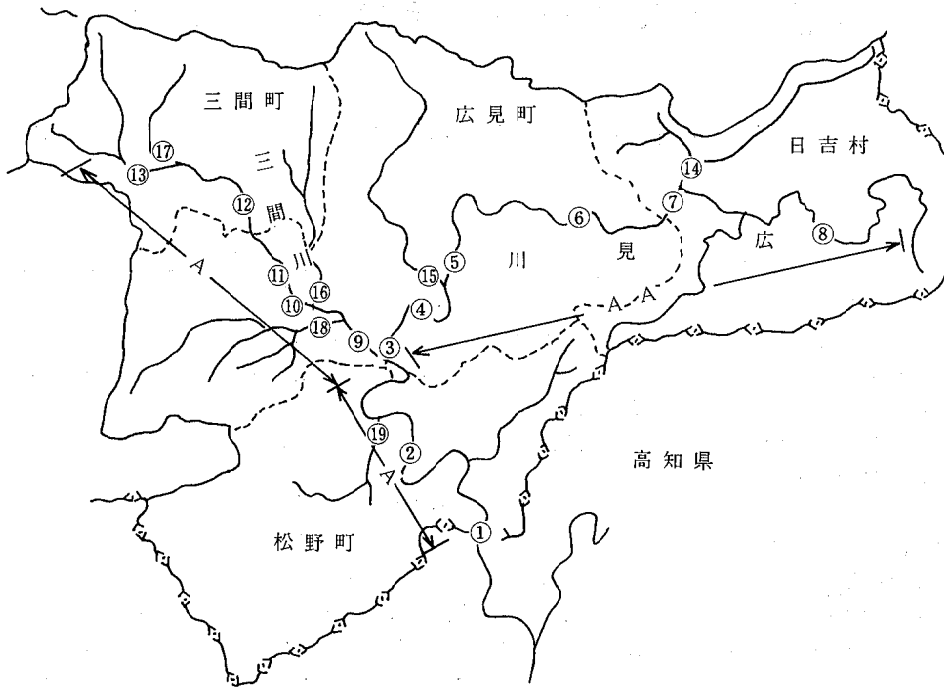 三間町
広見町
日吉村
⑰
⑬
三
⑭
⑫
間
⑦
⑥
広
⑧
川
見
⑤
A
⑪
⑮
川
⑯
⑩
④
A A
⑱
⑨
③
⑲
②
A
高知県
松野町
①